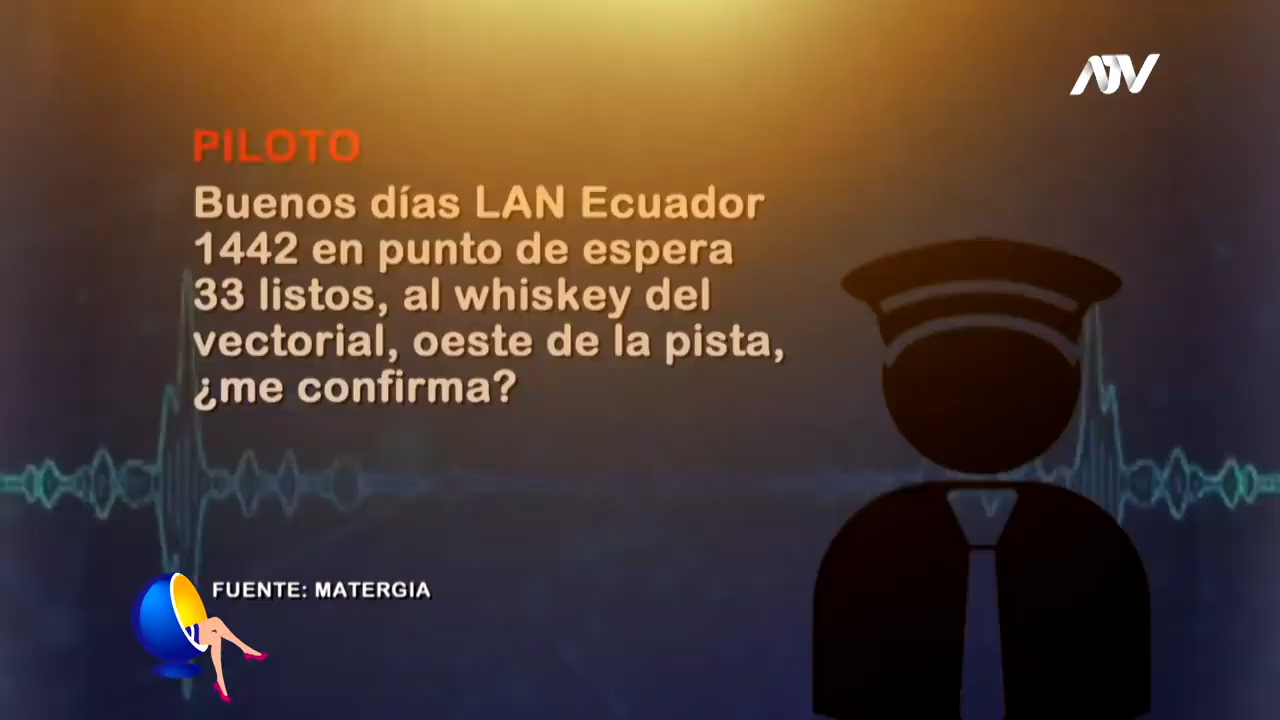 ATV
PILOTO
Buenos días LAN Ecuador
1442 en punto de espera
33 listos, al whiskey del
vectorial, oeste de la pista,
¿me confirma?
FUENTE: MATERGIA